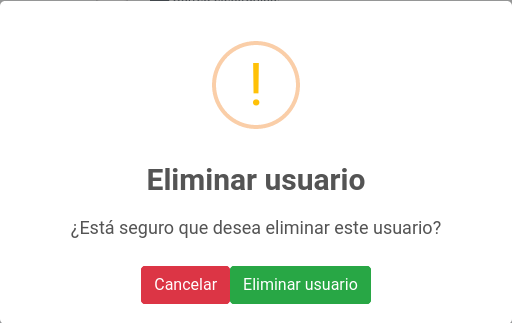 !
Eliminar usuario
¿Está seguro que desea eliminar este usuario?
Cancelar
Eliminar usuario